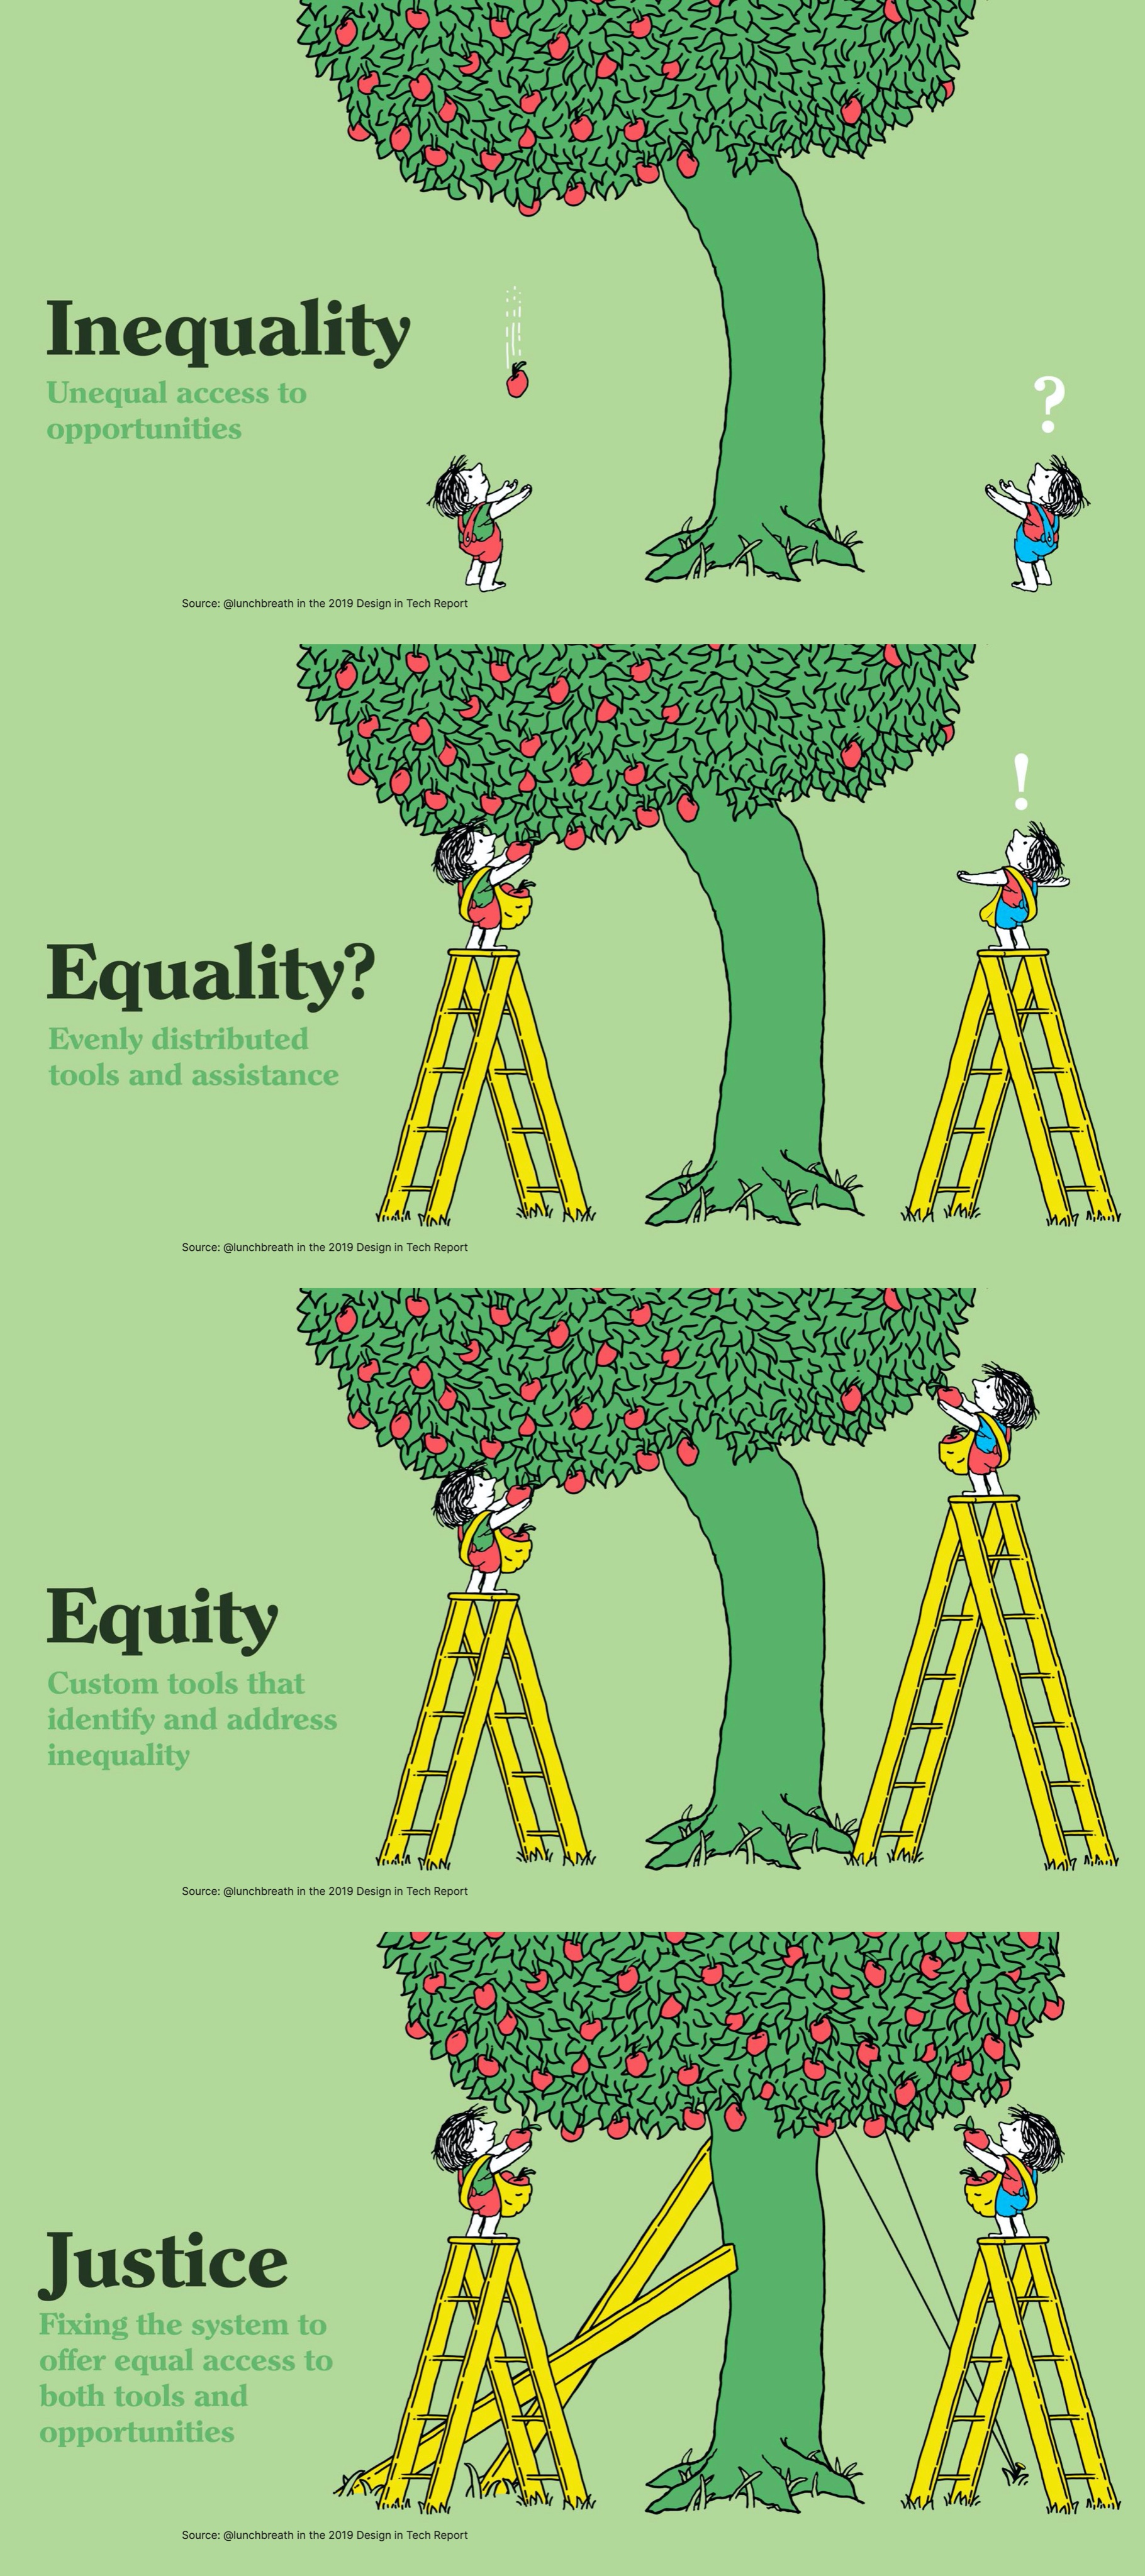 Inequality
Unequal access to
opportunities
?
Source: @lunchbreath in the 2019 Design in Tech Report
!
Equality?
Evenly distributed
tools and assistance
Source: @lunchbreath in the 2019 Design in Tech Report
Equity
Custom tools that
identify and address
inequality
Source: @lunchbreath in the 2019 Design in Tech Report
Justice
Fixing the system to
offer equal access to
both tools and
opportunities
Source: @lunchbreath in the 2019 Design in Tech Report